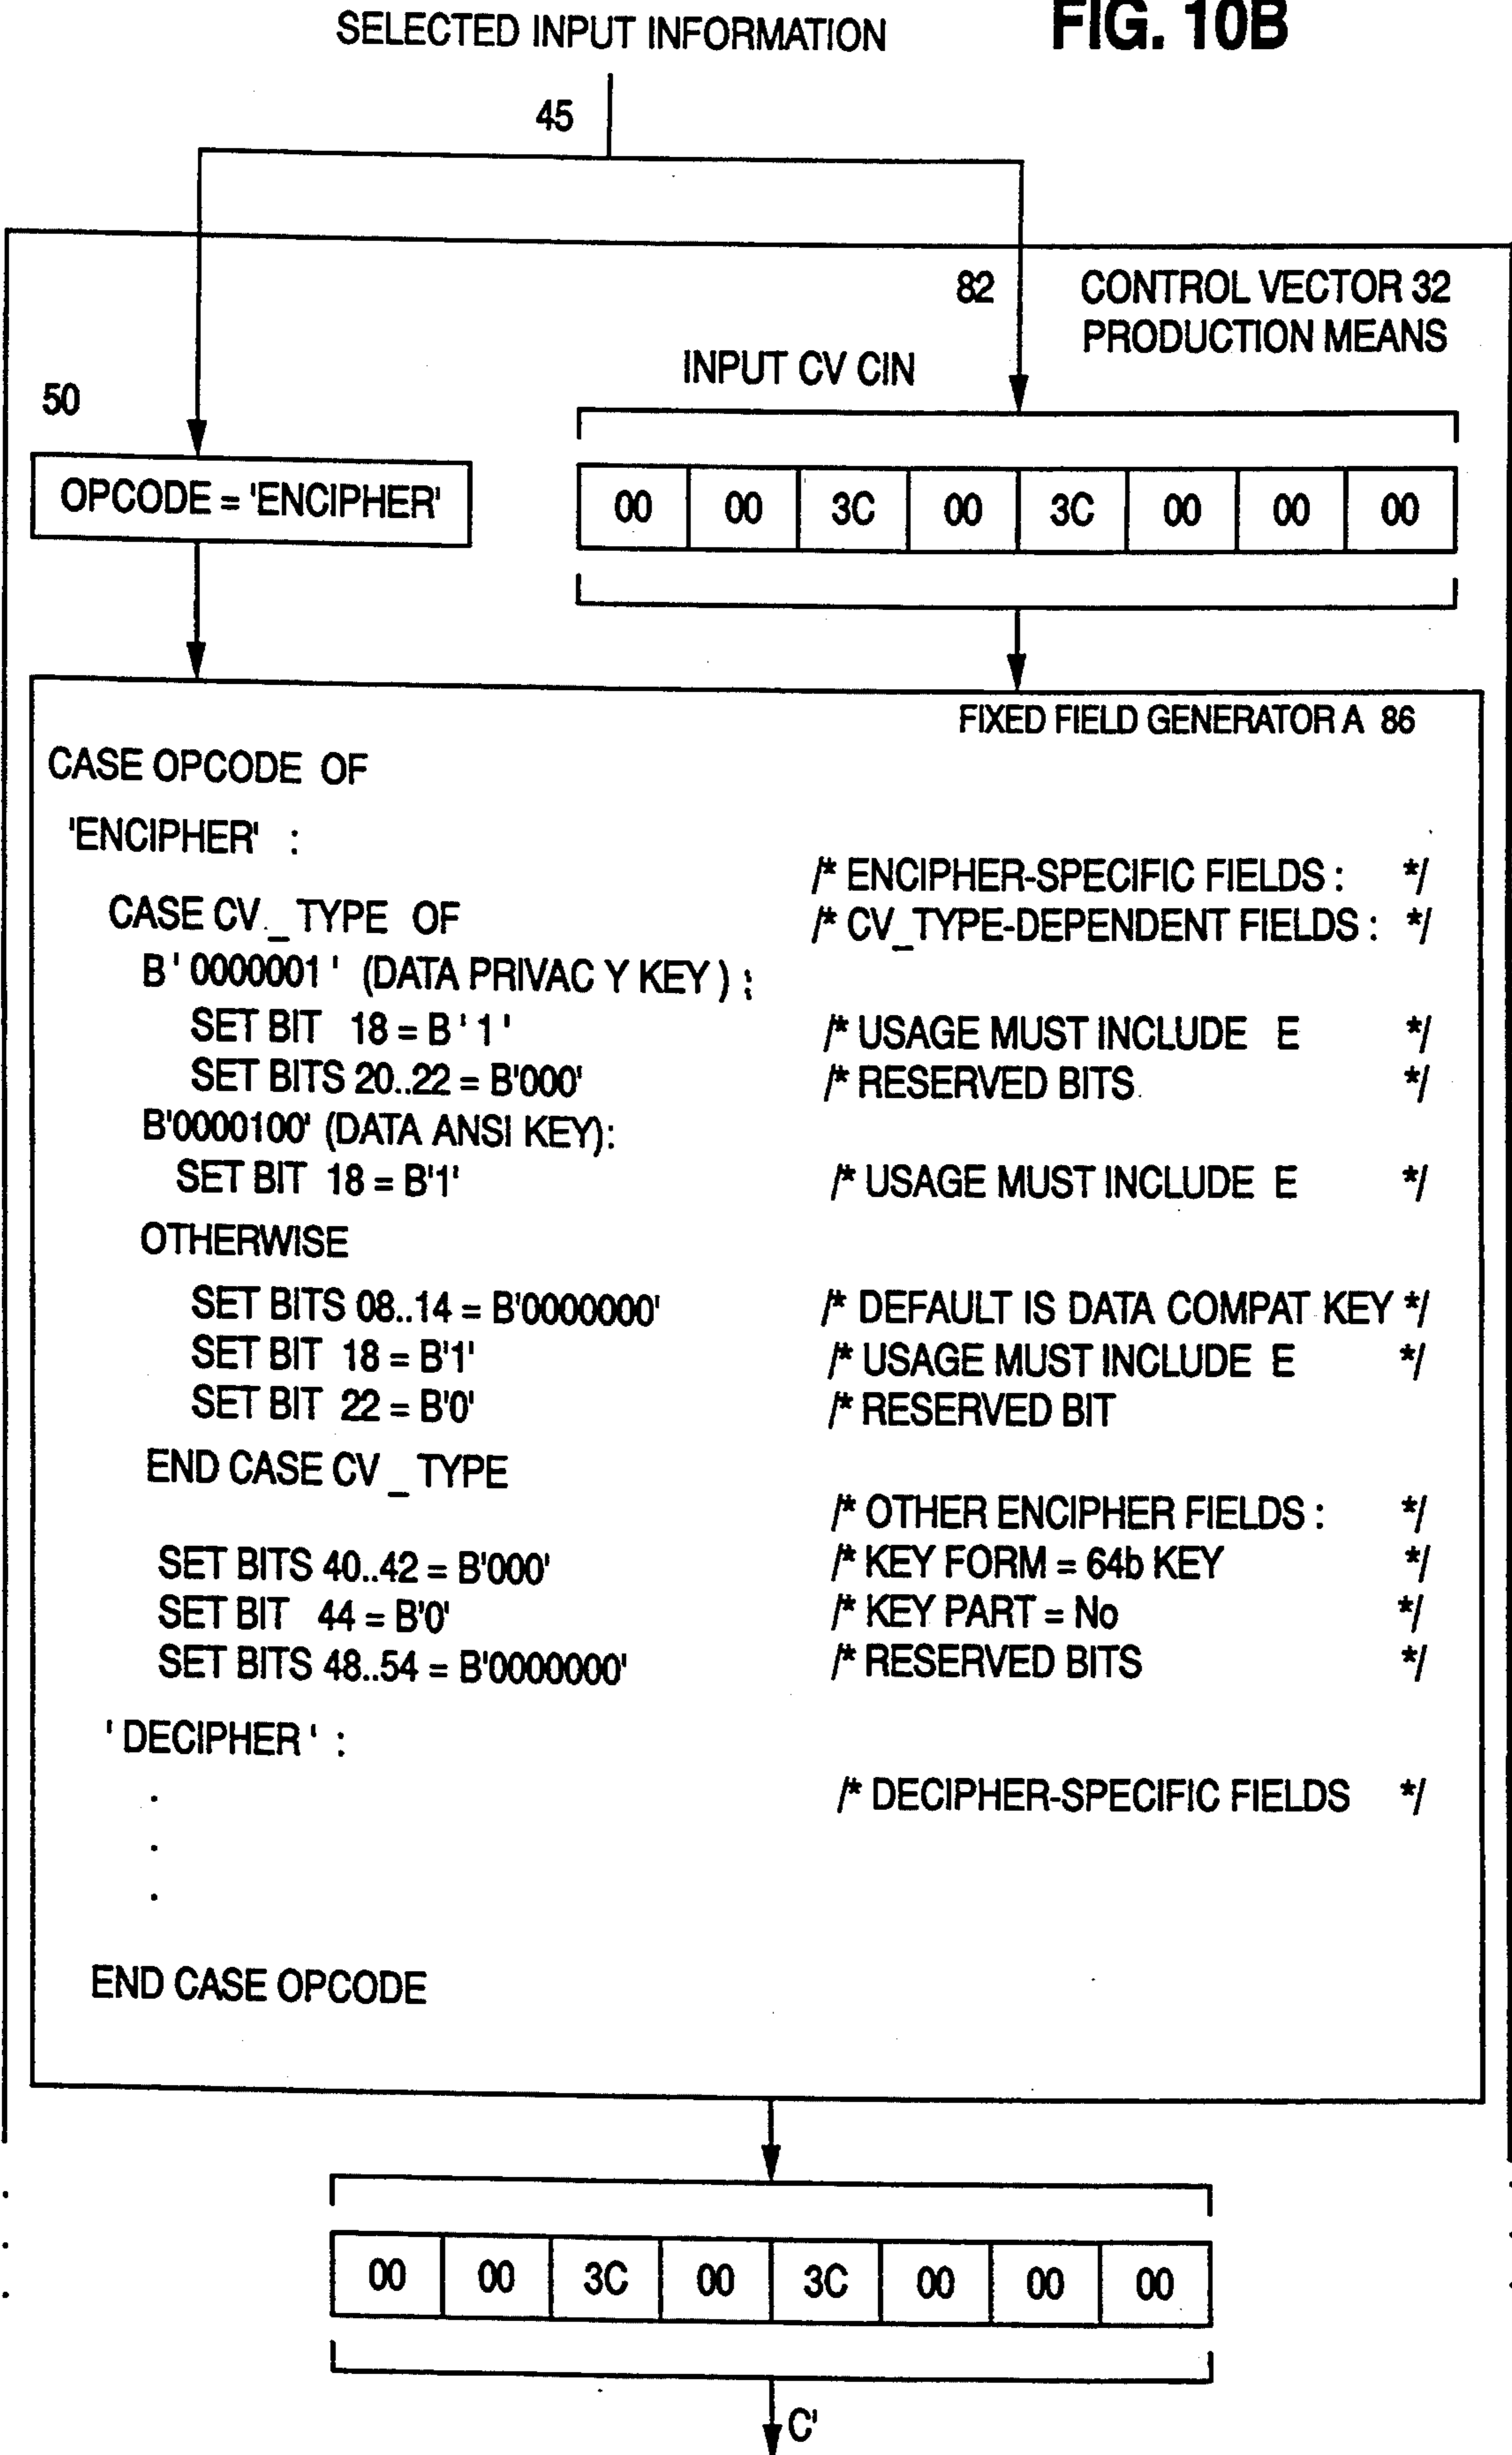 FIG. 10B
SELECTED INPUT INFORMATION
45
82
CONTROL VECTOR 32
PRODUCTION MEANS
INPUT CV CIN
50
OPCODE = 'ENCIPHER'
00 00 3C 00 3C 00 00 00
FIXED FIELD GENERATOR A 86
CASE OPCODE OF
'ENCIPHER' :
/* ENCIPHER-SPECIFIC FIELDS : */
CASE CV_TYPE OF /* CV_TYPE-DEPENDENT FIELDS : */
B'0000001' (DATA PRIVAC Y KEY ) :
SET BIT 18 = B'1' /* USAGE MUST INCLUDE E */
SET BITS 20..22 = B'000' /* RESERVED BITS */
B'0000100' (DATA ANSI KEY):
SET BIT 18 = B'1' /* USAGE MUST INCLUDE E */
OTHERWISE
SET BITS 08..14 = B'0000000' /* DEFAULT IS DATA COMPAT KEY */
SET BIT 18 = B'1' /* USAGE MUST INCLUDE E */
SET BIT 22 = B'0' /* RESERVED BIT
END CASE CV _ TYPE
/* OTHER ENCIPHER FIELDS : */
SET BITS 40..42 = B'000' /* KEY FORM = 64b KEY */
SET BIT 44 = B'0' /* KEY PART = No */
SET BITS 48..54 = B'0000000' /* RESERVED BITS */
'DECIPHER' :
/* DECIPHER-SPECIFIC FIELDS */
.
.
.
END CASE OPCODE
00 00 3C 00 3C 00 00 00
C'